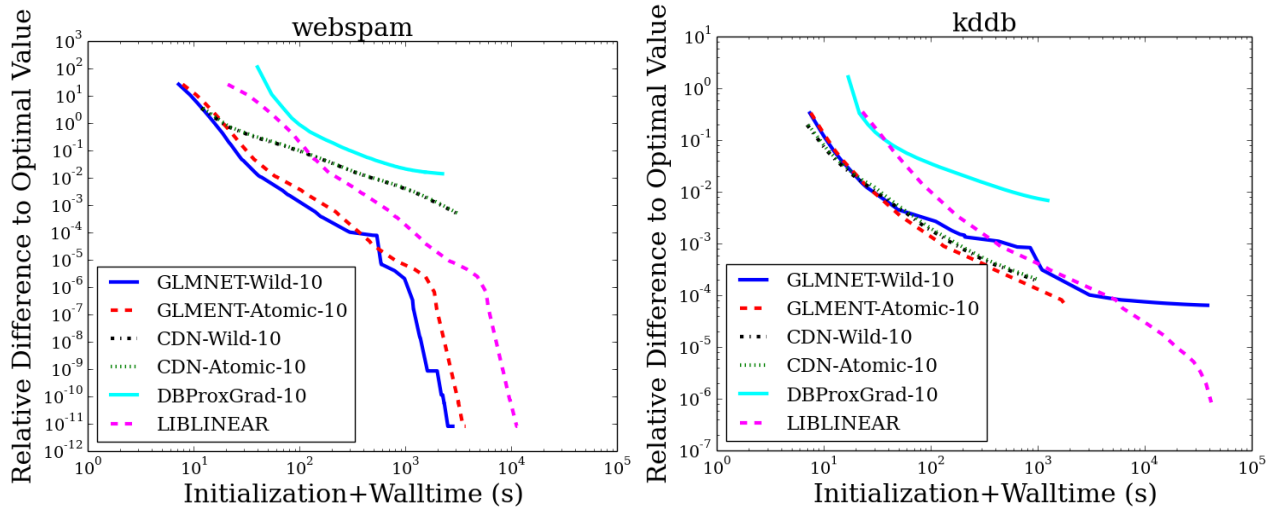 webspam
Relative Difference to Optimal Value
10^3
10^2
10^1
10^0
10^-1
10^-2
10^-3
10^-4
10^-5
10^-6
10^-7
10^-8
10^-9
10^-10
10^-11
10^-12
GLMNET-Wild-10
GLMENT-Atomic-10
CDN-Wild-10
CDN-Atomic-10
DBProxGrad-10
LIBLINEAR
10^0 10^1 10^2 10^3 10^4 10^5
Initialization+Walltime (s)
kddb
Relative Difference to Optimal Value
10^1
10^0
10^-1
10^-2
10^-3
10^-4
10^-5
10^-6
10^-7
GLMNET-Wild-10
GLMENT-Atomic-10
CDN-Wild-10
CDN-Atomic-10
DBProxGrad-10
LIBLINEAR
10^0 10^1 10^2 10^3 10^4 10^5
Initialization+Walltime (s)